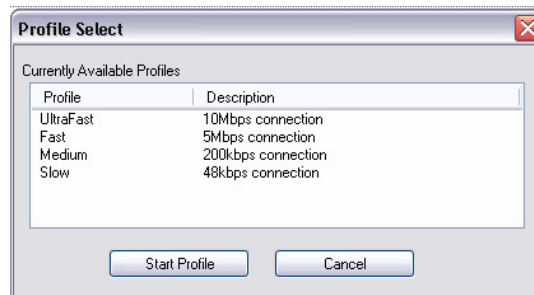 Profile Select
Currently Available Profiles
Profile Description
UltraFast 10Mbps connection
Fast 5Mbps connection
Medium 200kbps connection
Slow 48kbps connection
Start Profile Cancel